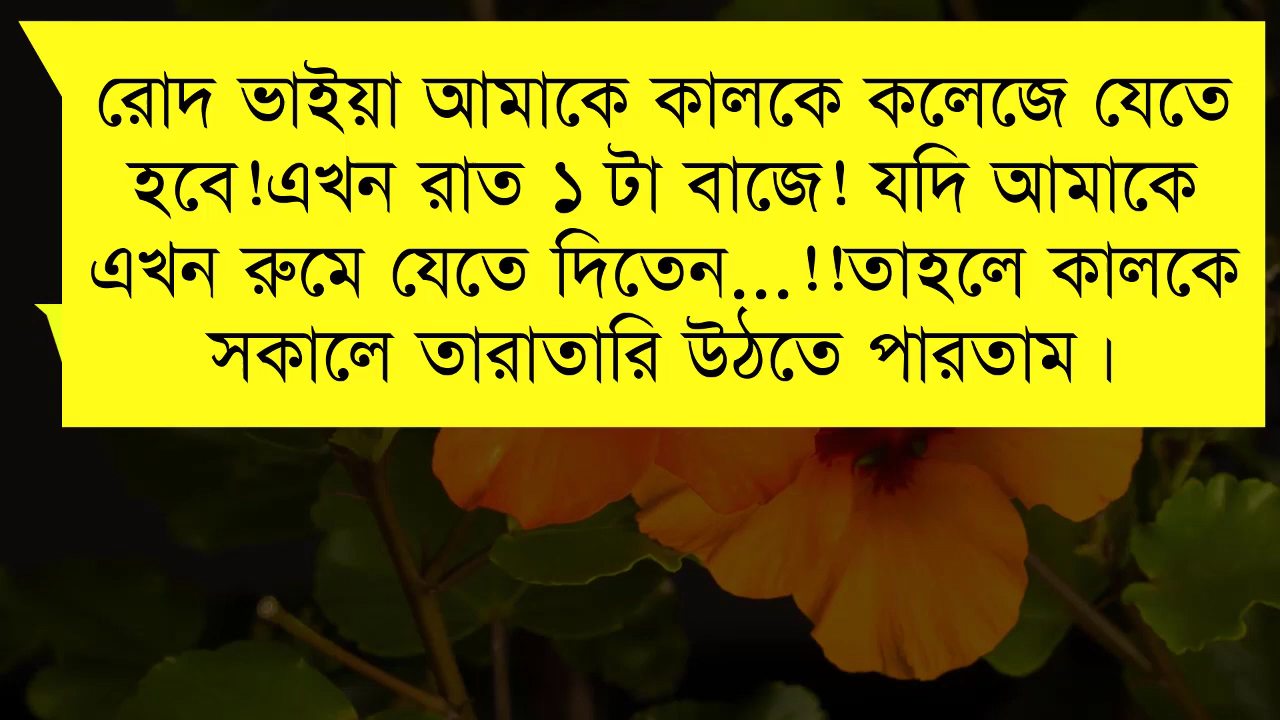 রোদ ভাইয়া আমাকে কালকে কলেজে যেতে
হবে!এখন রাত ১ টা বাজে! যদি আমাকে
এখন রুমে যেতে দিতেন...!!তাহলে কালকে
সকালে তারাতারি উঠতে পারতাম।